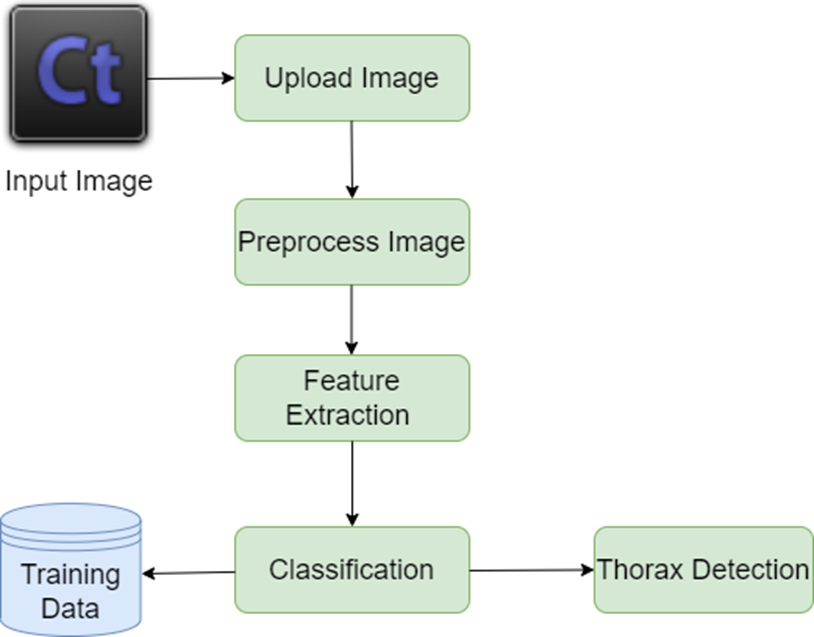 Ct
Input Image
Upload Image
Preprocess Image
Feature
Extraction
Classification
Training
Data
Thorax Detection